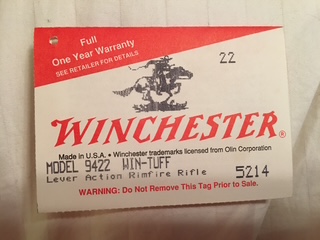 Full
One Year Warranty
SEE RETAILER FOR DETAILS
22
WINCHESTER®
Made in U.S.A. • Winchester trademarks licensed from Olin Corporation
MODEL 9422 WIN-TUFF
Lever Action Rimfire Rifle 5214
WARNING: Do Not Remove This Tag Prior to Sale.